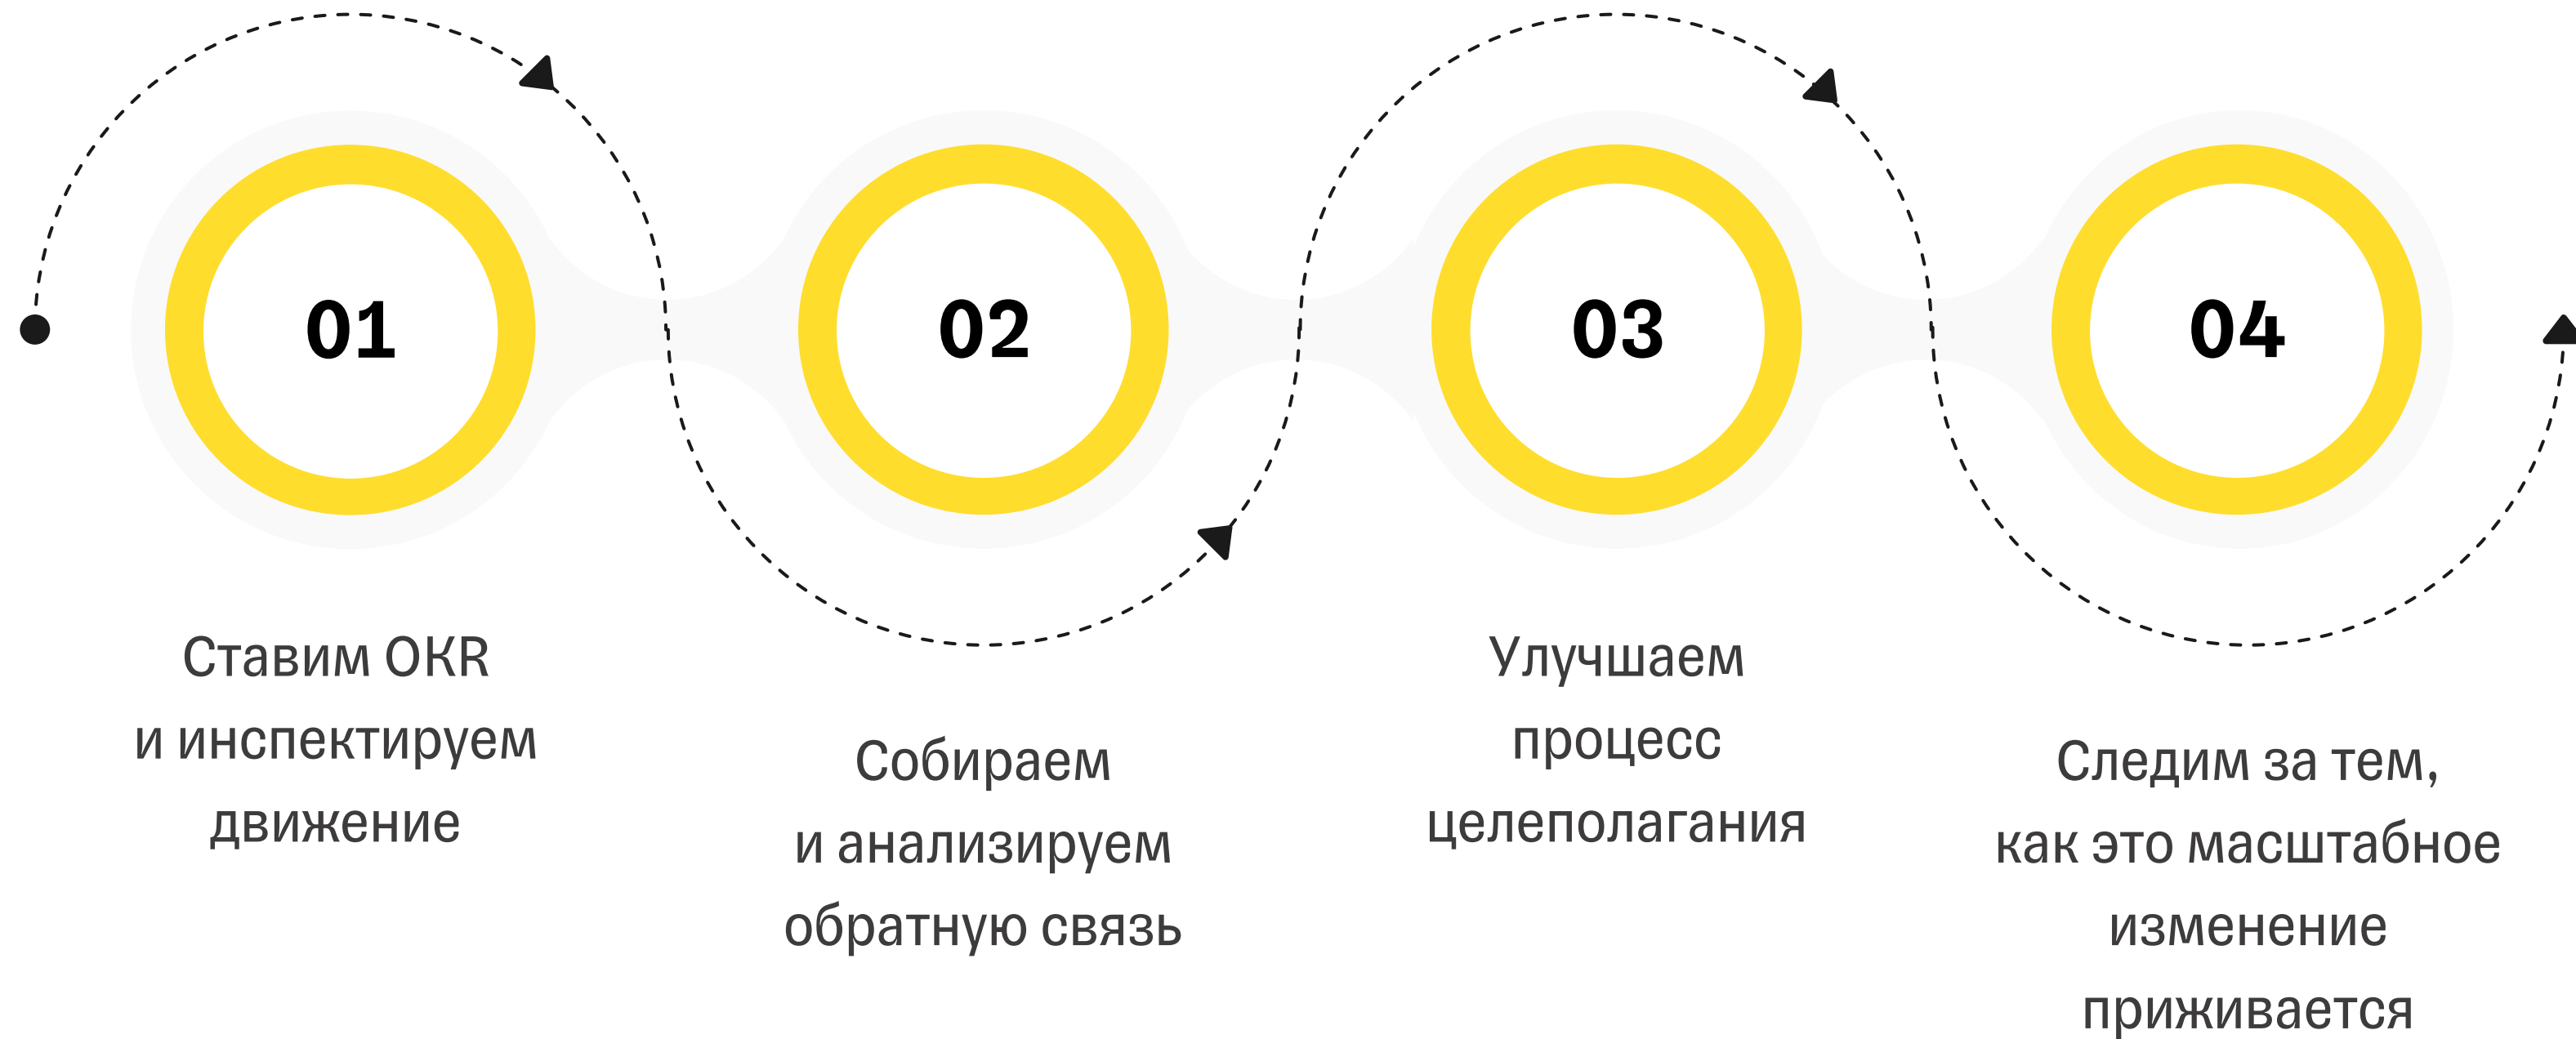 01
Ставим OKR
и инспектируем
движение
02
Собираем
и анализируем
обратную связь
03
Улучшаем
процесс
целеполагания
04
Следим за тем,
как это масштабное
изменение
приживается